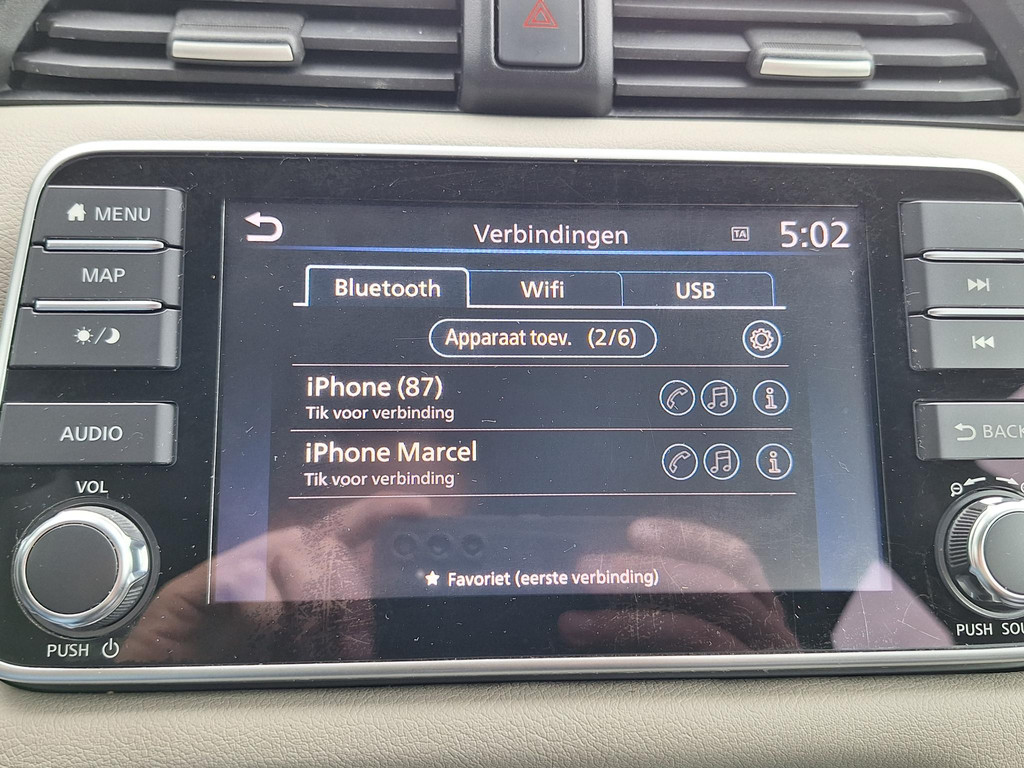 MENU
MAP
AUDIO
VOL
PUSH
Verbindingen
TA
5:02
Bluetooth
Wifi
USB
Apparaat toev. (2/6)
iPhone (87)
Tik voor verbinding
iPhone Marcel
Tik voor verbinding
Favoriet (eerste verbinding)
BACK
PUSH SOU